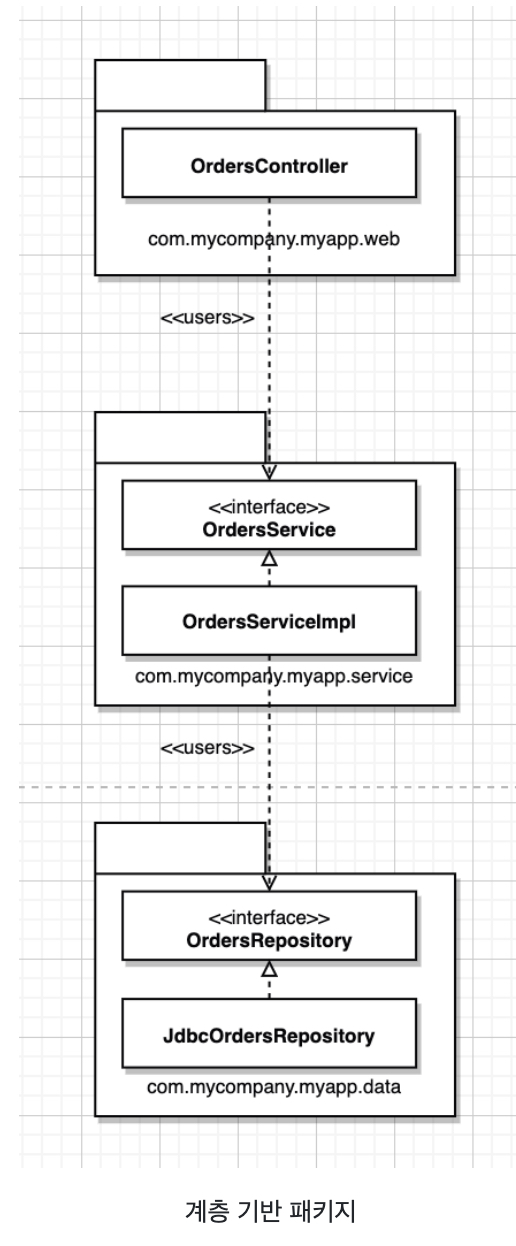 OrdersController
com.mycompany.myapp.web
<<users>>
<<interface>>
OrdersService
OrdersServiceImpl
com.mycompany.myapp.service
<<users>>
<<interface>>
OrdersRepository
JdbcOrdersRepository
com.mycompany.myapp.data
계층 기반 패키지